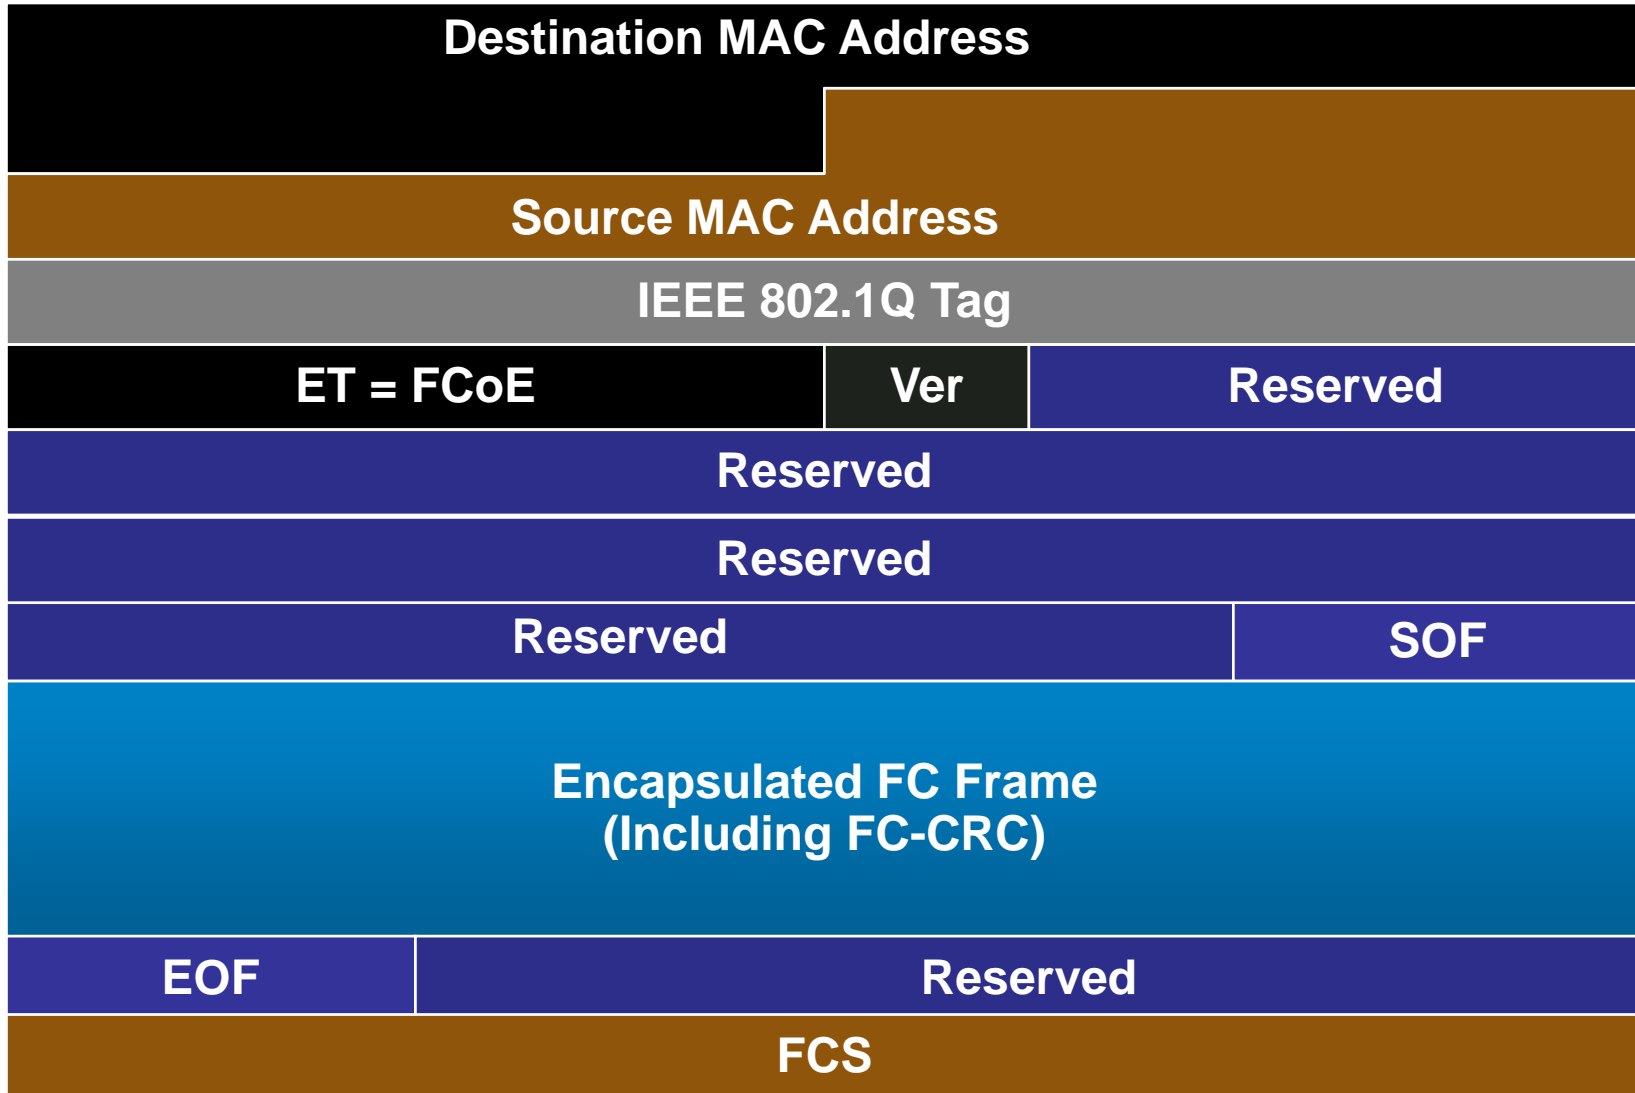 Destination MAC Address
Source MAC Address
IEEE 802.1Q Tag
ET = FCoE
Ver
Reserved
Reserved
Reserved
Reserved
SOF
Encapsulated FC Frame
(Including FC-CRC)
EOF
Reserved
FCS